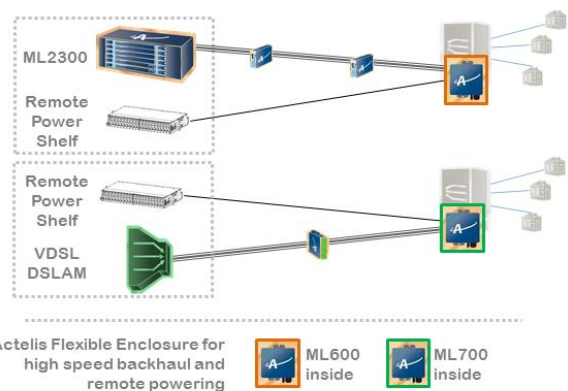 ML2300
Remote
Power
Shelf
Remote
Power
Shelf
VDSL
DSLAM
Actelis Flexible Enclosure for
high speed backhaul and
remote powering
ML600
inside
ML700
inside